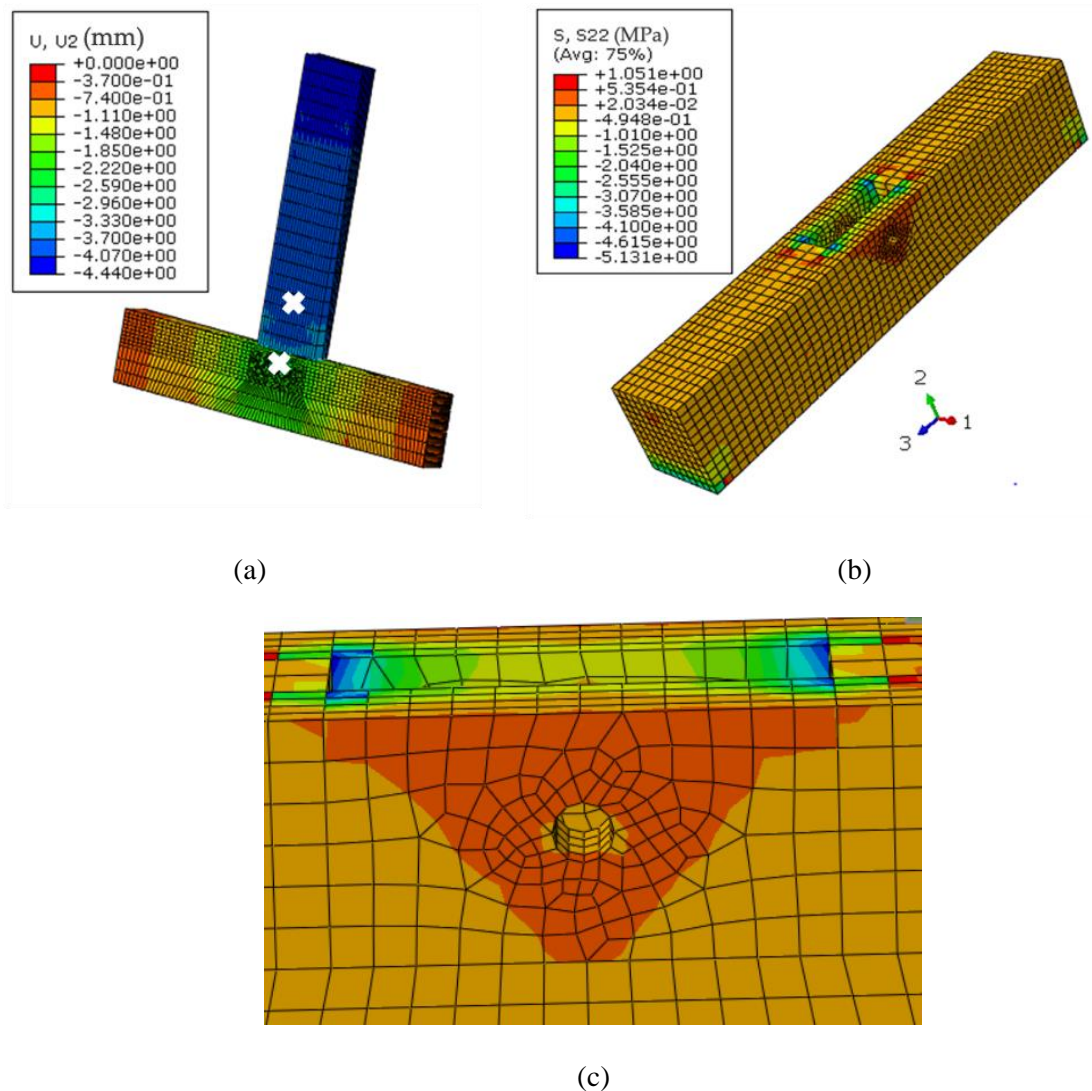 U, U2 (mm)
+0.000e+00
-3.700e-01
-7.400e-01
-1.110e+00
-1.480e+00
-1.850e+00
-2.220e+00
-2.590e+00
-2.960e+00
-3.330e+00
-3.700e+00
-4.070e+00
-4.440e+00
S, S22 (MPa)
(Avg: 75%)
+1.051e+00
+5.354e-01
+2.034e-02
-4.948e-01
-1.010e+00
-1.525e+00
-2.040e+00
-2.555e+00
-3.070e+00
-3.585e+00
-4.100e+00
-4.615e+00
-5.131e+00
2
3
1
(a)
(b)
(c)